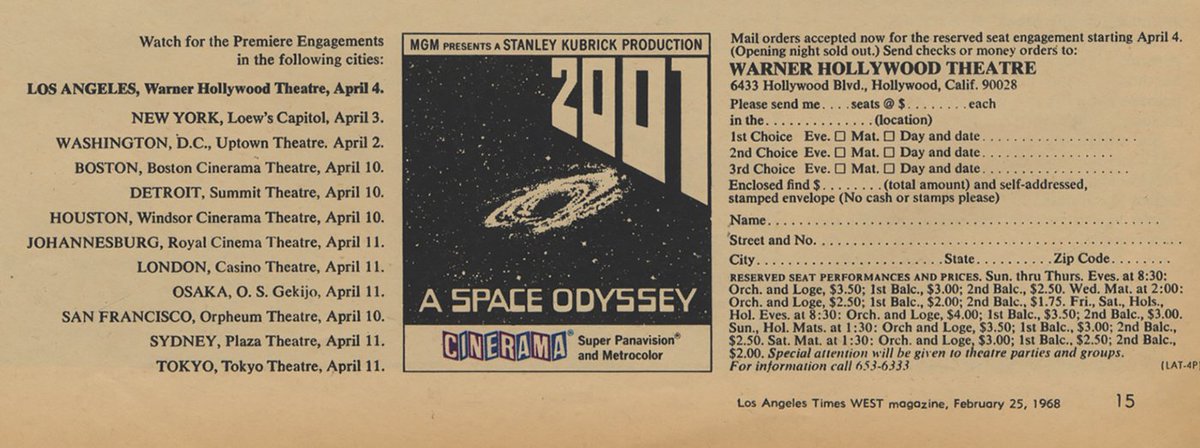 Watch for the Premiere Engagements
in the following cities:
LOS ANGELES, Warner Hollywood Theatre, April 4.
NEW YORK, Loew's Capitol, April 3.
WASHINGTON, D.C., Uptown Theatre. April 2.
BOSTON, Boston Cinerama Theatre, April 10.
DETROIT, Summit Theatre, April 10.
HOUSTON, Windsor Cinerama Theatre, April 10.
JOHANNESBURG, Royal Cinema Theatre, April 11.
LONDON, Casino Theatre, April 11.
OSAKA, O. S. Gekijo, April 11.
SAN FRANCISCO, Orpheum Theatre, April 10.
SYDNEY, Plaza Theatre, April 11.
TOKYO, Tokyo Theatre, April 11.
MGM PRESENTS A STANLEY KUBRICK PRODUCTION
2001
A SPACE ODYSSEY
CINERAMA® Super Panavision®
and Metrocolor
Mail orders accepted now for the reserved seat engagement starting April 4.
(Opening night sold out.) Send checks or money orders to:
WARNER HOLLYWOOD THEATRE
6433 Hollywood Blvd., Hollywood, Calif. 90028
Please send me....seats @ $........each
in the..............(location)
1st Choice Eve. ☐ Mat. ☐ Day and date....................
2nd Choice Eve. ☐ Mat. ☐ Day and date....................
3rd Choice Eve. ☐ Mat. ☐ Day and date....................
Enclosed find $........(total amount) and self-addressed,
stamped envelope (No cash or stamps please)
Name............................................................
Street and No....................................................
City............................State............Zip Code.........
RESERVED SEAT PERFORMANCES AND PRICES. Sun. thru Thurs. Eves. at 8:30:
Orch. and Loge, $3.50; 1st Balc., $3.00; 2nd Balc., $2.50. Wed. Mat. at 2:00:
Orch. and Loge, $2.50; 1st Balc., $2.00; 2nd Balc., $1.75. Fri., Sat., Hols.,
Hol. Eves. at 8:30: Orch. and Loge, $4.00; 1st Balc., $3.50; 2nd Balc., $3.00.
Sun., Hol. Mats. at 1:30: Orch and Loge, $3.50; 1st Balc., $3.00; 2nd Balc.,
$2.50. Sat. Mat. at 1:30: Orch. and Loge, $3.00; 1st Balc., $2.50; 2nd Balc.,
$2.00. Special attention will be given to theatre parties and groups.
For information call 653-6333 (LAT-4P)
Los Angeles Times WEST magazine, February 25, 1968 15